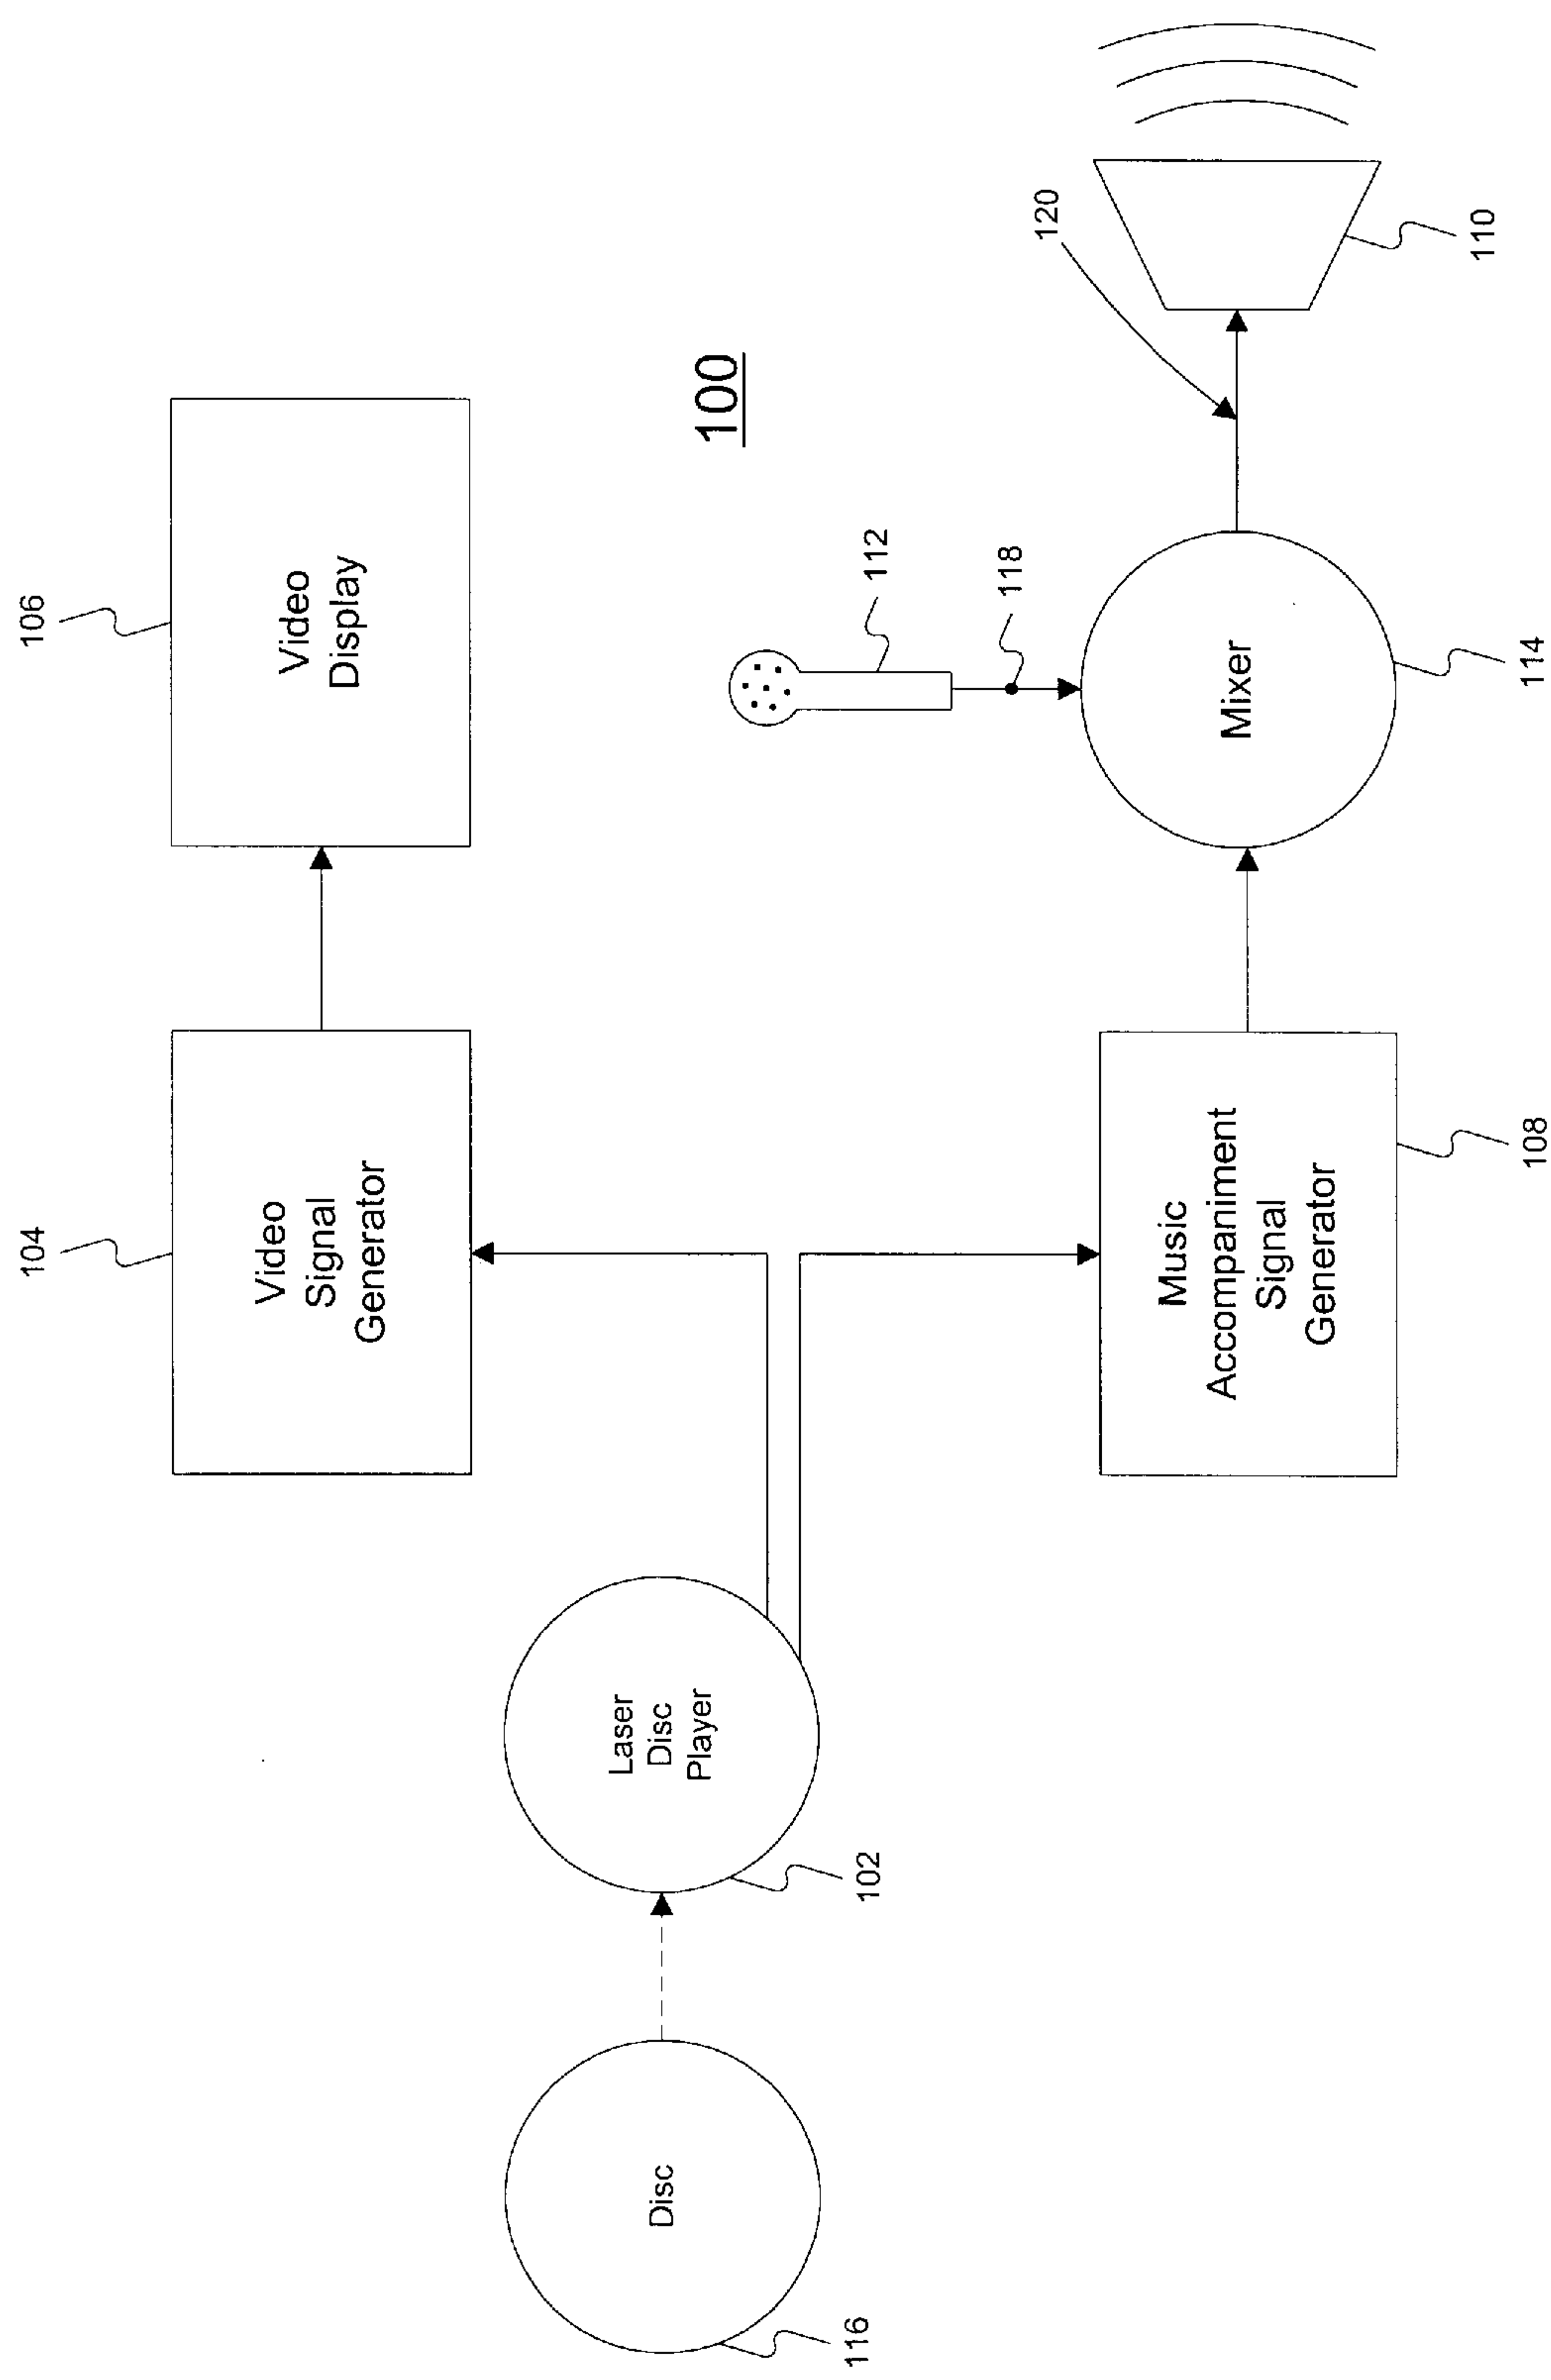 104
Video
Signal
Generator
106
Video
Display
100
Disc
116
Laser
Disc
Player
102
112
118
120
Music
Accompaniment
Signal
Generator
108
Mixer
114
110